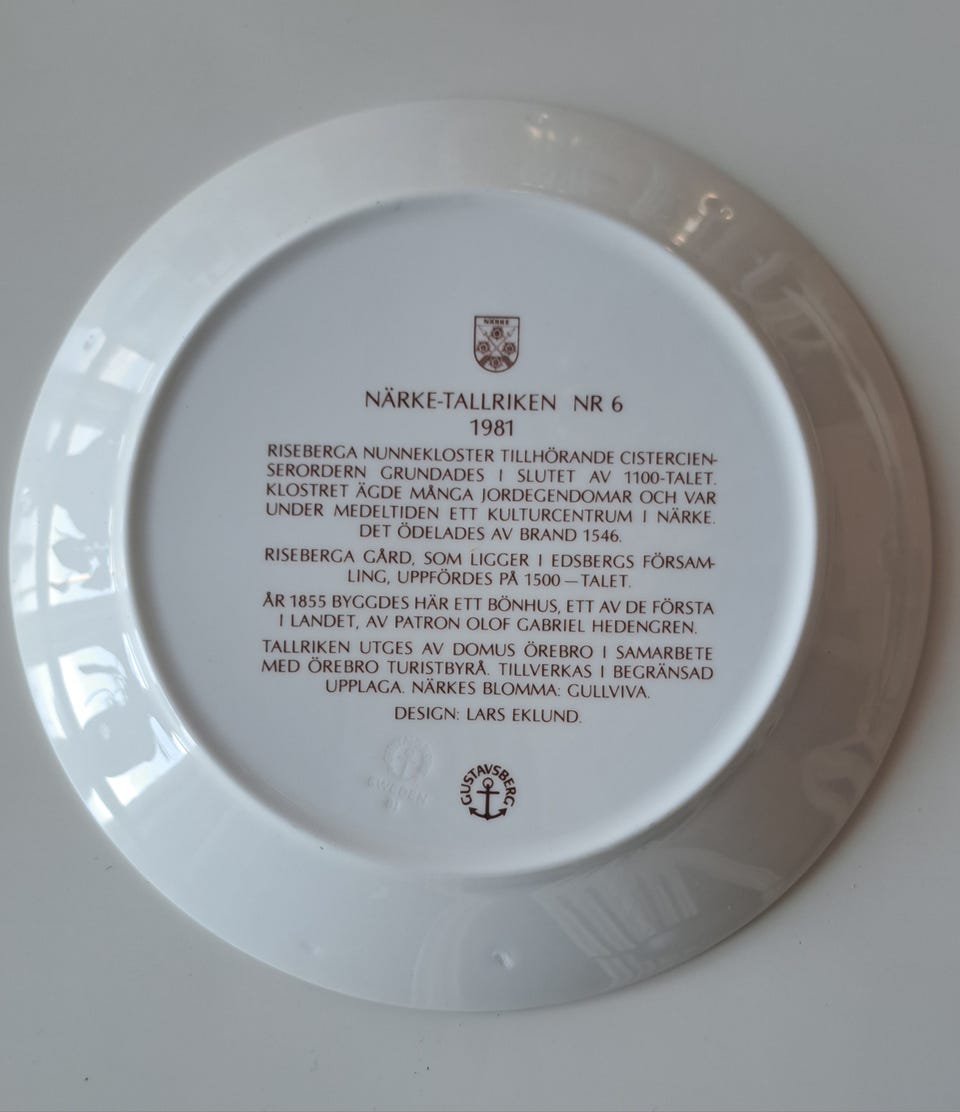 NÄRKE
NÄRKE-TALLRIKEN NR 6
1981
RISEBERGA NUNNEKLOSTER TILLHÖRANDE CISTERCIEN-
SERORDERN GRUNDADES I SLUTET AV 1100-TALET.
KLOSTRET ÄGDE MÅNGA JORDEGENDOMAR OCH VAR
UNDER MEDELTIDEN ETT KULTURCENTRUM I NÄRKE.
DET ÖDELADES AV BRAND 1546.
RISEBERGA GÅRD, SOM LIGGER I EDSBERGS FÖRSAM-
LING, UPPFÖRDES PÅ 1500 — TALET.
ÅR 1855 BYGGDES HÄR ETT BÖNHUS, ETT AV DE FÖRSTA
I LANDET, AV PATRON OLOF GABRIEL HEDENGREN.
TALLRIKEN UTGES AV DOMUS ÖREBRO I SAMARBETE
MED ÖREBRO TURISTBYRÅ. TILLVERKAS I BEGRÄNSAD
UPPLAGA. NÄRKES BLOMMA: GULLVIVA.
DESIGN: LARS EKLUND.
GUSTAVSBERG
SWEDEN